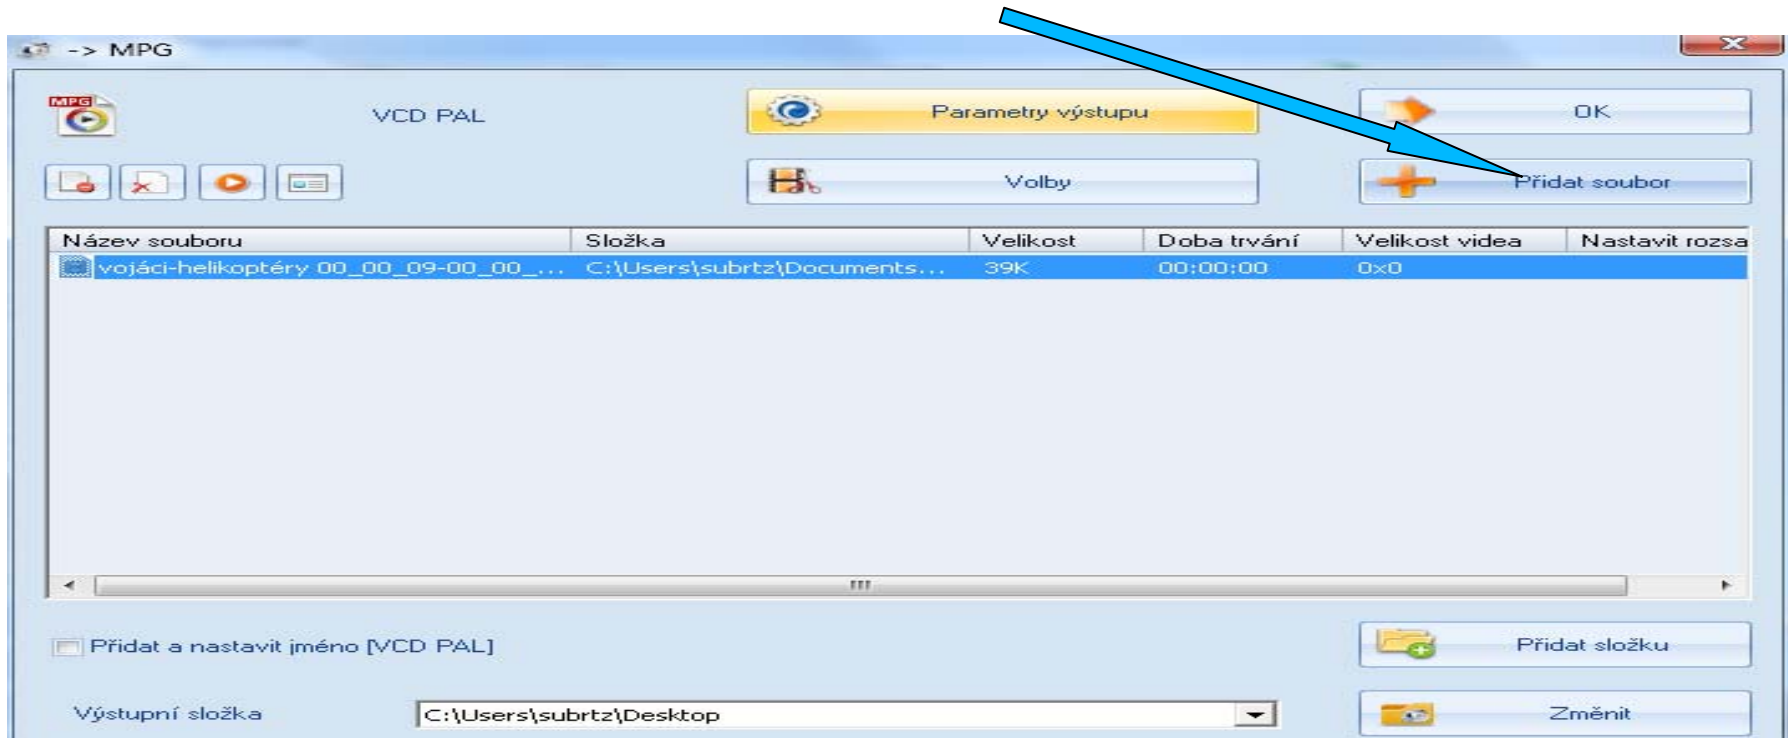 -> MPG
MPG
VCD PAL
Parametry výstupu
OK
Volby
Přidat soubor
Název souboru Složka Velikost Doba trvání Velikost videa Nastavit rozsa
vojáci-helikoptéry 00_00_09-00_00_... C:\Users\subrtz\Documents... 39K 00:00:00 0x0
Přidat a nastavit jméno [VCD PAL]
Přidat složku
Výstupní složka C:\Users\subrtz\Desktop
Změnit